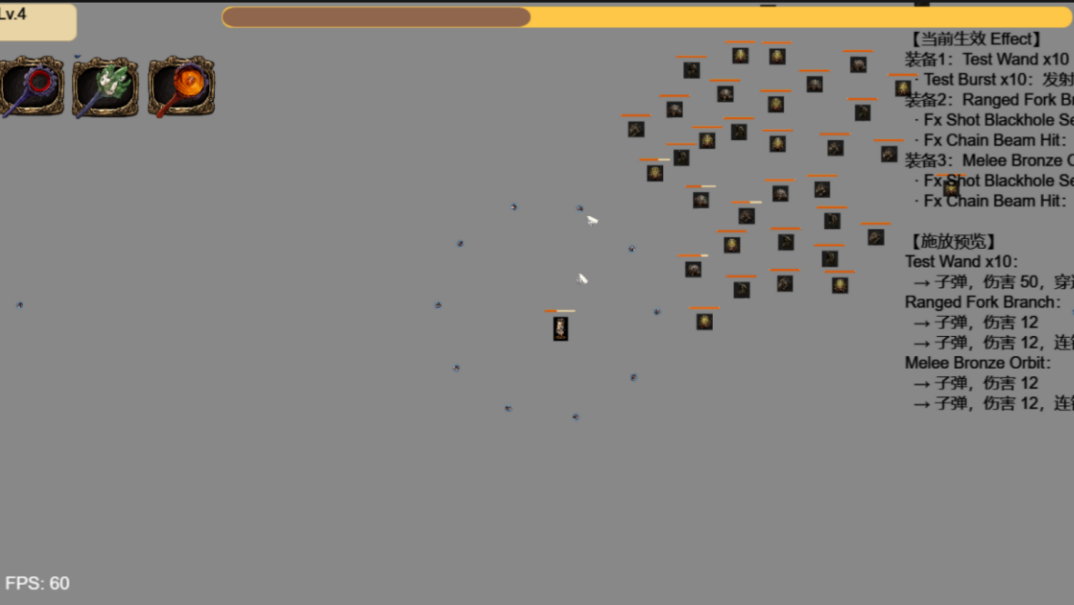 Lv.4
【当前生效 Effect】
装备1：Test Wand x10
· Test Burst x10：发射
装备2：Ranged Fork Br
· Fx Shot Blackhole Se
· Fx Chain Beam Hit：
装备3：Melee Bronze O
· Fx Shot Blackhole Se
· Fx Chain Beam Hit：
【施放预览】
Test Wand x10：
→ 子弹，伤害 50，穿透
Ranged Fork Branch：
→ 子弹，伤害 12
→ 子弹，伤害 12，连锁
Melee Bronze Orbit：
→ 子弹，伤害 12
→ 子弹，伤害 12，连锁
FPS: 60